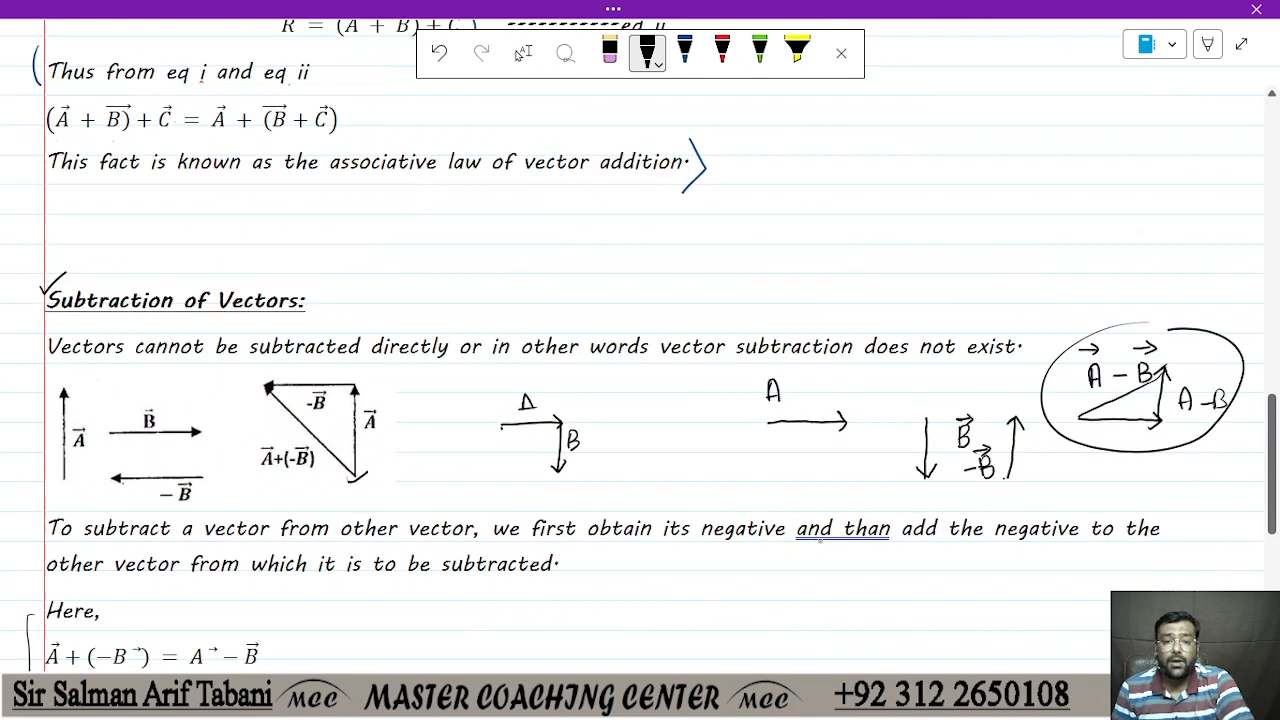 R = (A + B) + C ------------eq ii
Thus from eq i and eq ii
(A⃗ + B⃗) + C⃗ = A⃗ + (B⃗ + C⃗)
This fact is known as the associative law of vector addition.
Subtraction of Vectors:
Vectors cannot be subtracted directly or in other words vector subtraction does not exist.
A⃗
B⃗
-B⃗
-B⃗
A⃗
A⃗+(-B⃗)
A
B
A
B⃗
-B⃗
A⃗ - B⃗
A -B
To subtract a vector from other vector, we first obtain its negative and than add the negative to the
other vector from which it is to be subtracted.
Here,
A⃗ + (−B⃗) = A⃗ − B⃗
Sir Salman Arif Tabani MCC MASTER COACHING CENTER MCC +92 312 2650108